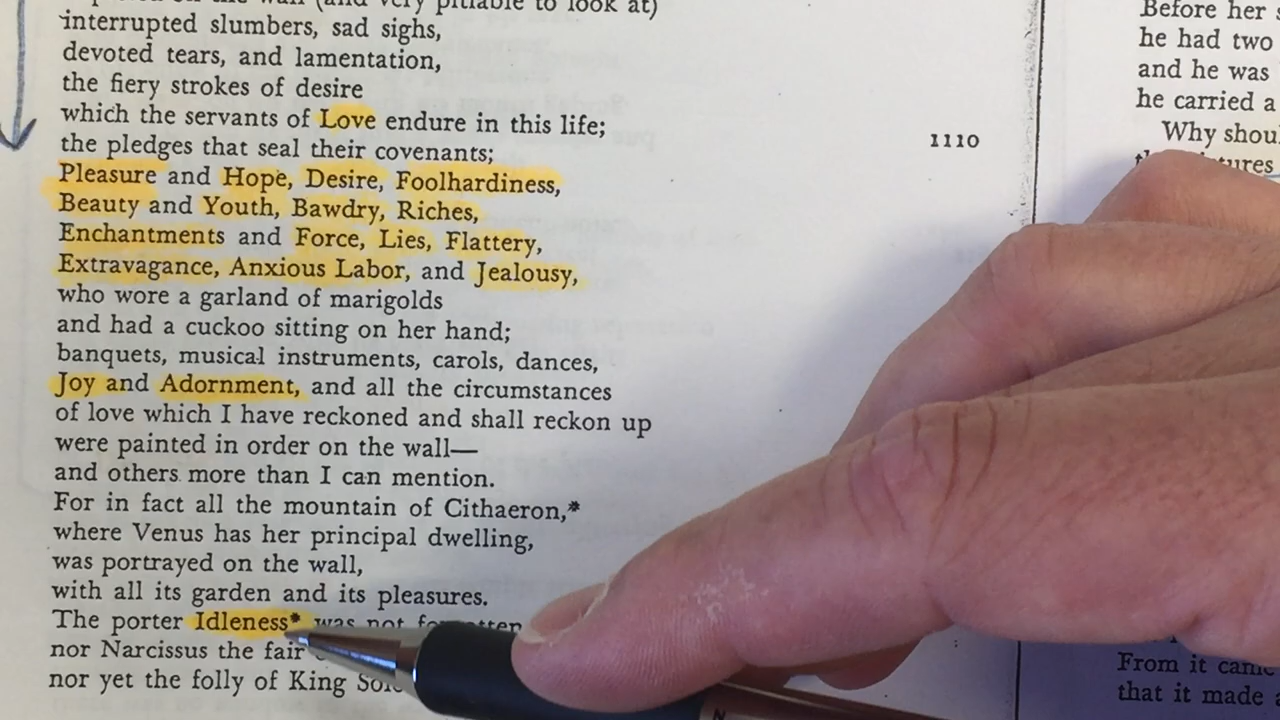 (and very pitiable to look at)
interrupted slumbers, sad sighs,
devoted tears, and lamentation,
the fiery strokes of desire
which the servants of Love endure in this life;
the pledges that seal their covenants;
1110
Pleasure and Hope, Desire, Foolhardiness,
Beauty and Youth, Bawdry, Riches,
Enchantments and Force, Lies, Flattery,
Extravagance, Anxious Labor, and Jealousy,
who wore a garland of marigolds
and had a cuckoo sitting on her hand;
banquets, musical instruments, carols, dances,
Joy and Adornment, and all the circumstances
of love which I have reckoned and shall reckon up
were painted in order on the wall—
and others more than I can mention.
For in fact all the mountain of Cithaeron,*
where Venus has her principal dwelling,
was portrayed on the wall,
with all its garden and its pleasures.
The porter Idleness* was not
nor Narcissus the fair
nor yet the folly of King
Before her
he had two
and he was
he carried a
Why
From it
that it made
N